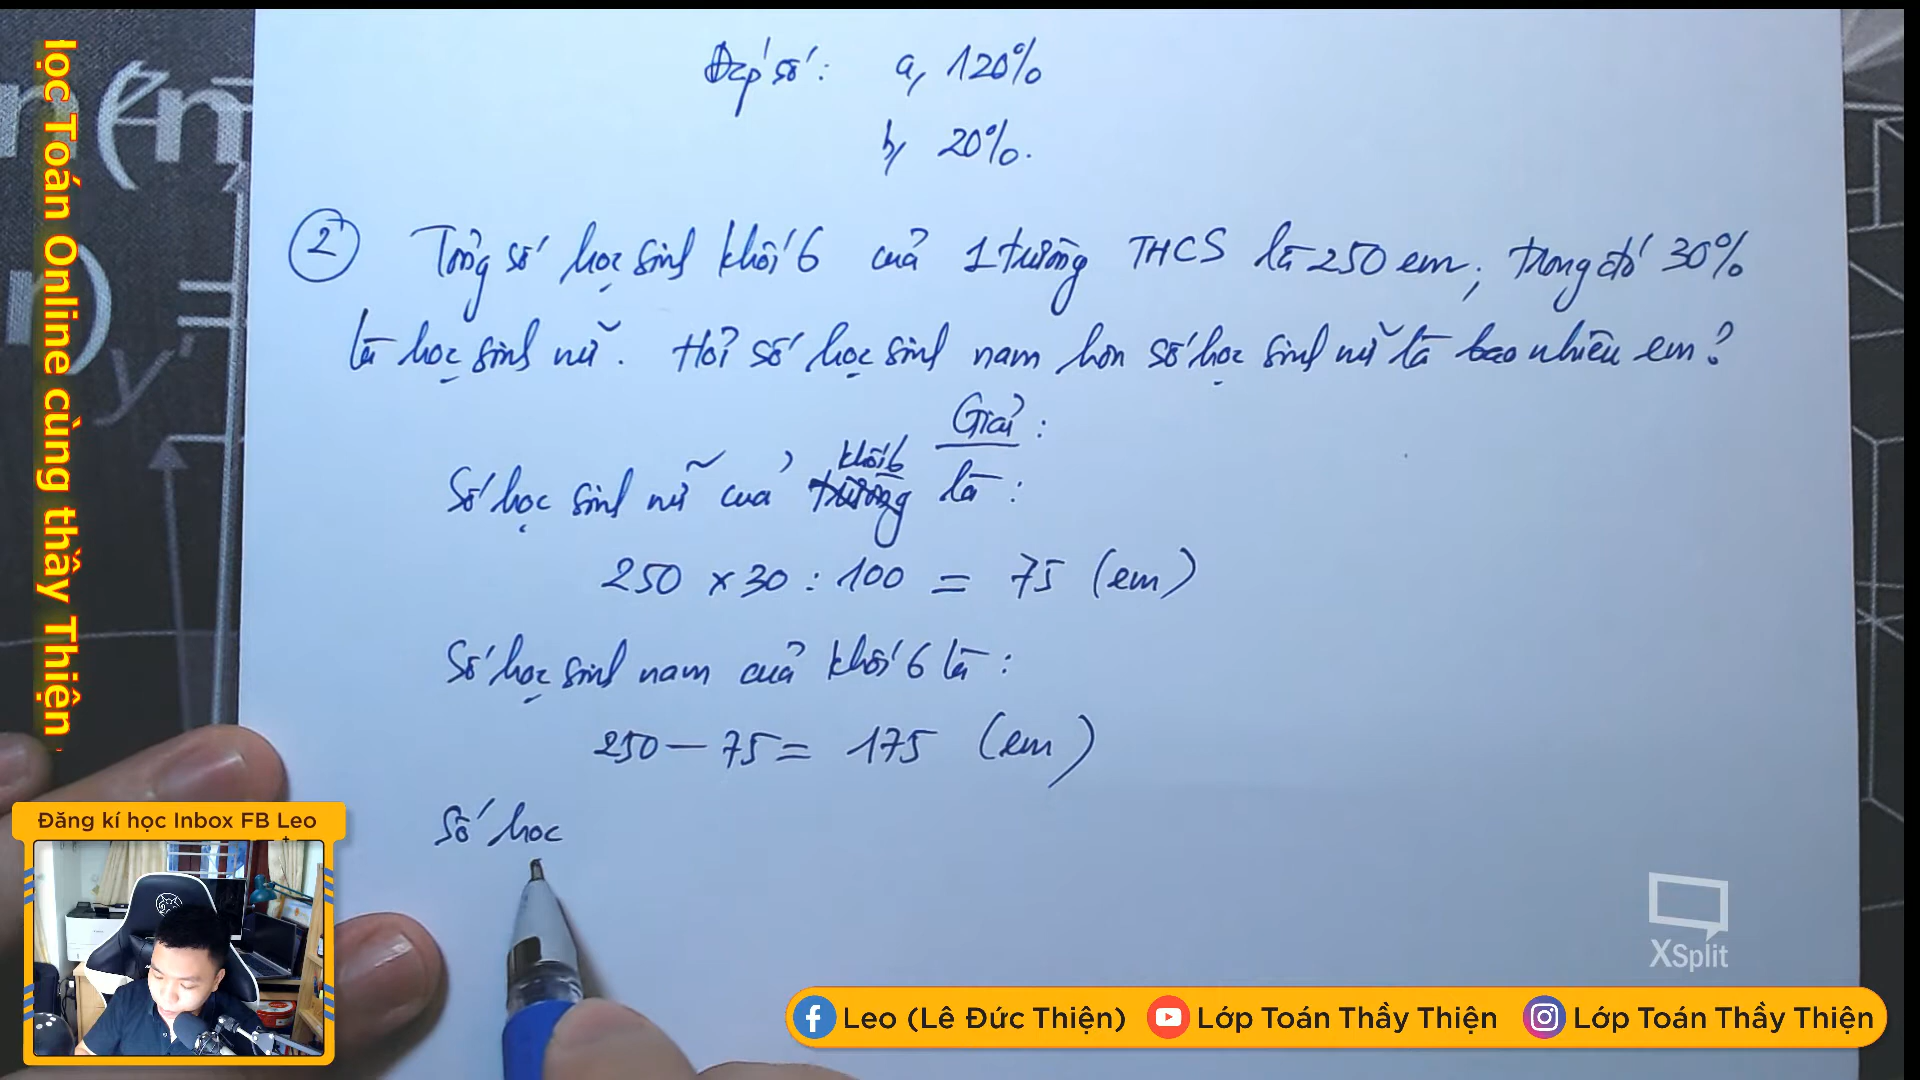 Đáp số: a, 120%
b, 20%.
② Tổng số học sinh khối 6 của 1 trường THCS là 250 em; trong đó 30%
là học sinh nữ. Hỏi số học sinh nam hơn số học sinh nữ là bao nhiêu em?
Giải:
khối 6
Số học sinh nữ của trường là:
250 x 30 : 100 = 75 (em)
Số học sinh nam của khối 6 là:
250 - 75 = 175 (em)
Số học
lọc Toán Online cùng thầy Thiện
Đăng kí học Inbox FB Leo
XSplit
Leo (Lê Đức Thiện) Lớp Toán Thầy Thiện Lớp Toán Thầy Thiện